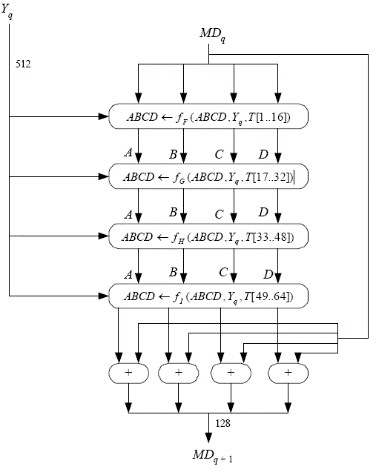 Y_q
MD_q
512
ABCD ← f_F (ABCD, Y_q, T[1..16])
A B C D
ABCD ← f_G (ABCD, Y_q, T[17..32])
A B C D
ABCD ← f_H (ABCD, Y_q, T[33..48])
A B C D
ABCD ← f_I (ABCD, Y_q, T[49..64])
+ + + +
128
MD_{q+1}